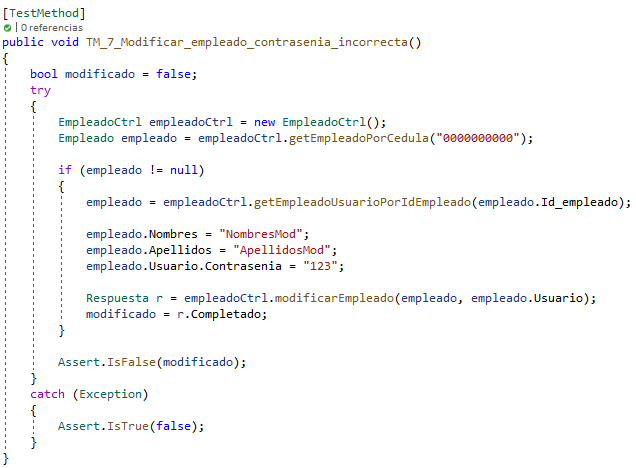 [TestMethod]
| 0 referencias
public void TM_7_Modificar_empleado_contrasenia_incorrecta()
{
    bool modificado = false;
    try
    {
        EmpleadoCtrl empleadoCtrl = new EmpleadoCtrl();
        Empleado empleado = empleadoCtrl.getEmpleadoPorCedula("0000000000");

        if (empleado != null)
        {
            empleado = empleadoCtrl.getEmpleadoUsuarioPorIdEmpleado(empleado.Id_empleado);

            empleado.Nombres = "NombresMod";
            empleado.Apellidos = "ApellidosMod";
            empleado.Usuario.Contrasenia = "123";

            Respuesta r = empleadoCtrl.modificarEmpleado(empleado, empleado.Usuario);
            modificado = r.Completado;
        }

        Assert.IsFalse(modificado);
    }
    catch (Exception)
    {
        Assert.IsTrue(false);
    }
}